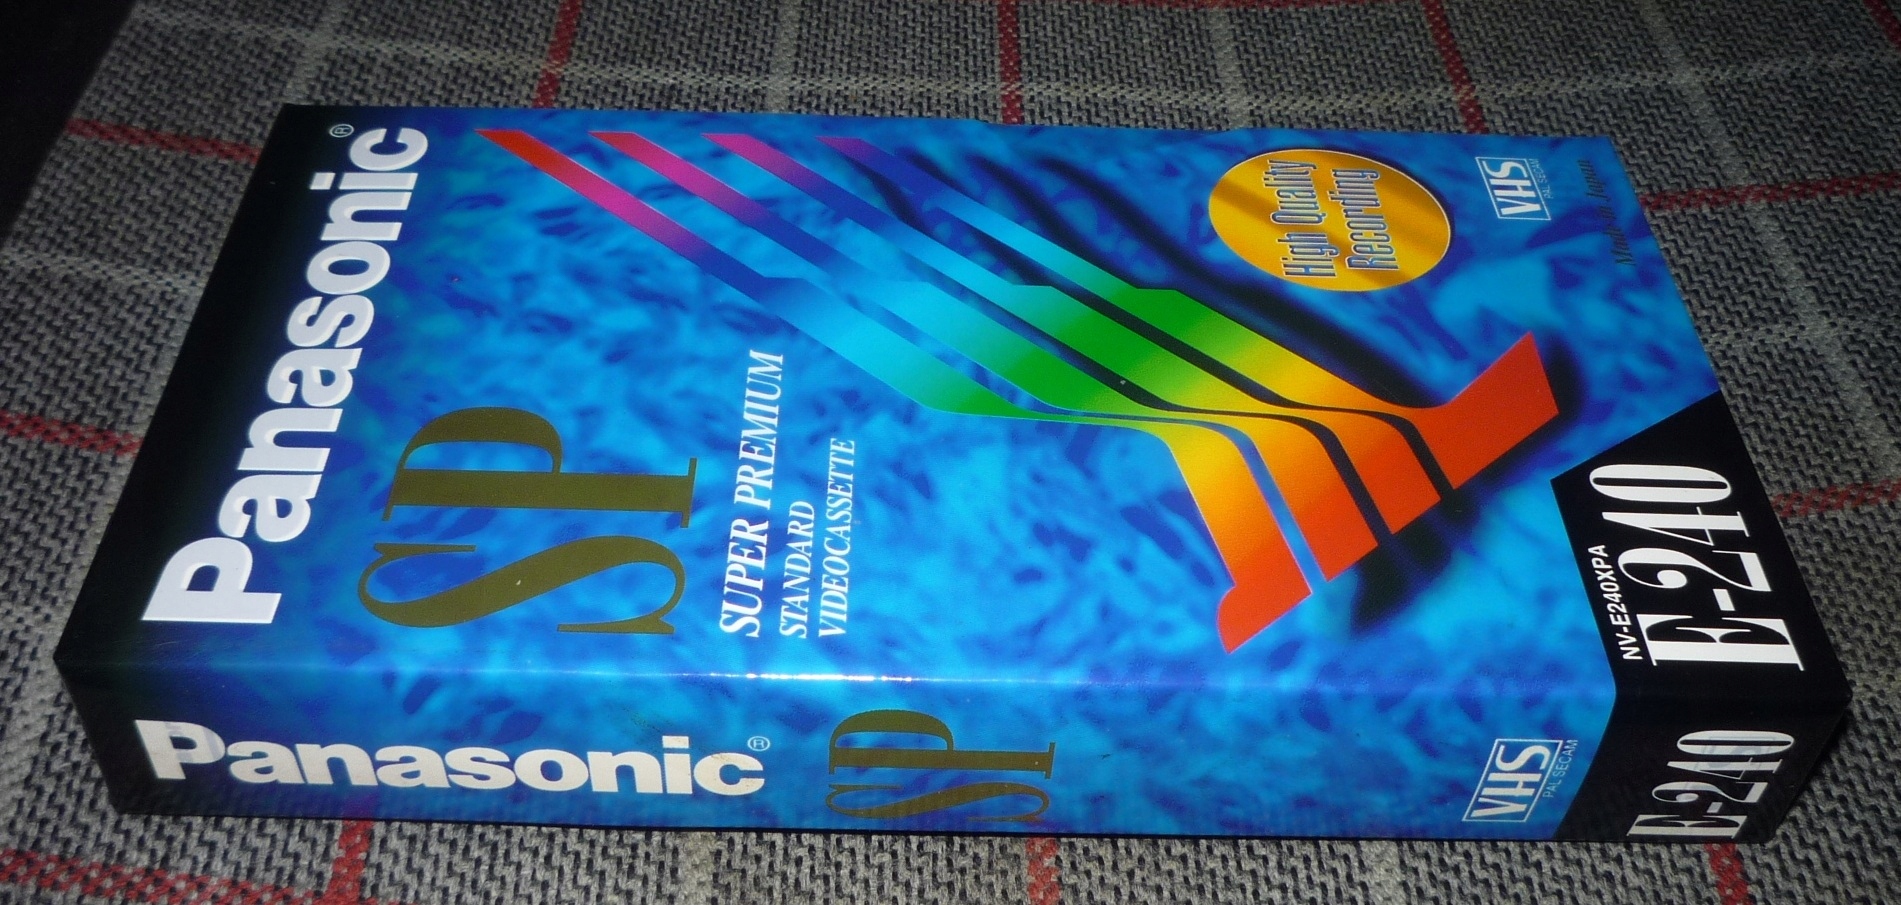 Panasonic®
SP
SUPER PREMIUM
STANDARD
VIDEOCASSETTE
High Quality
Recording
VHS
PAL SECAM
Made in Japan
NV-E240XPA
E-240
Panasonic®
SP
VHS
PAL SECAM
E-240